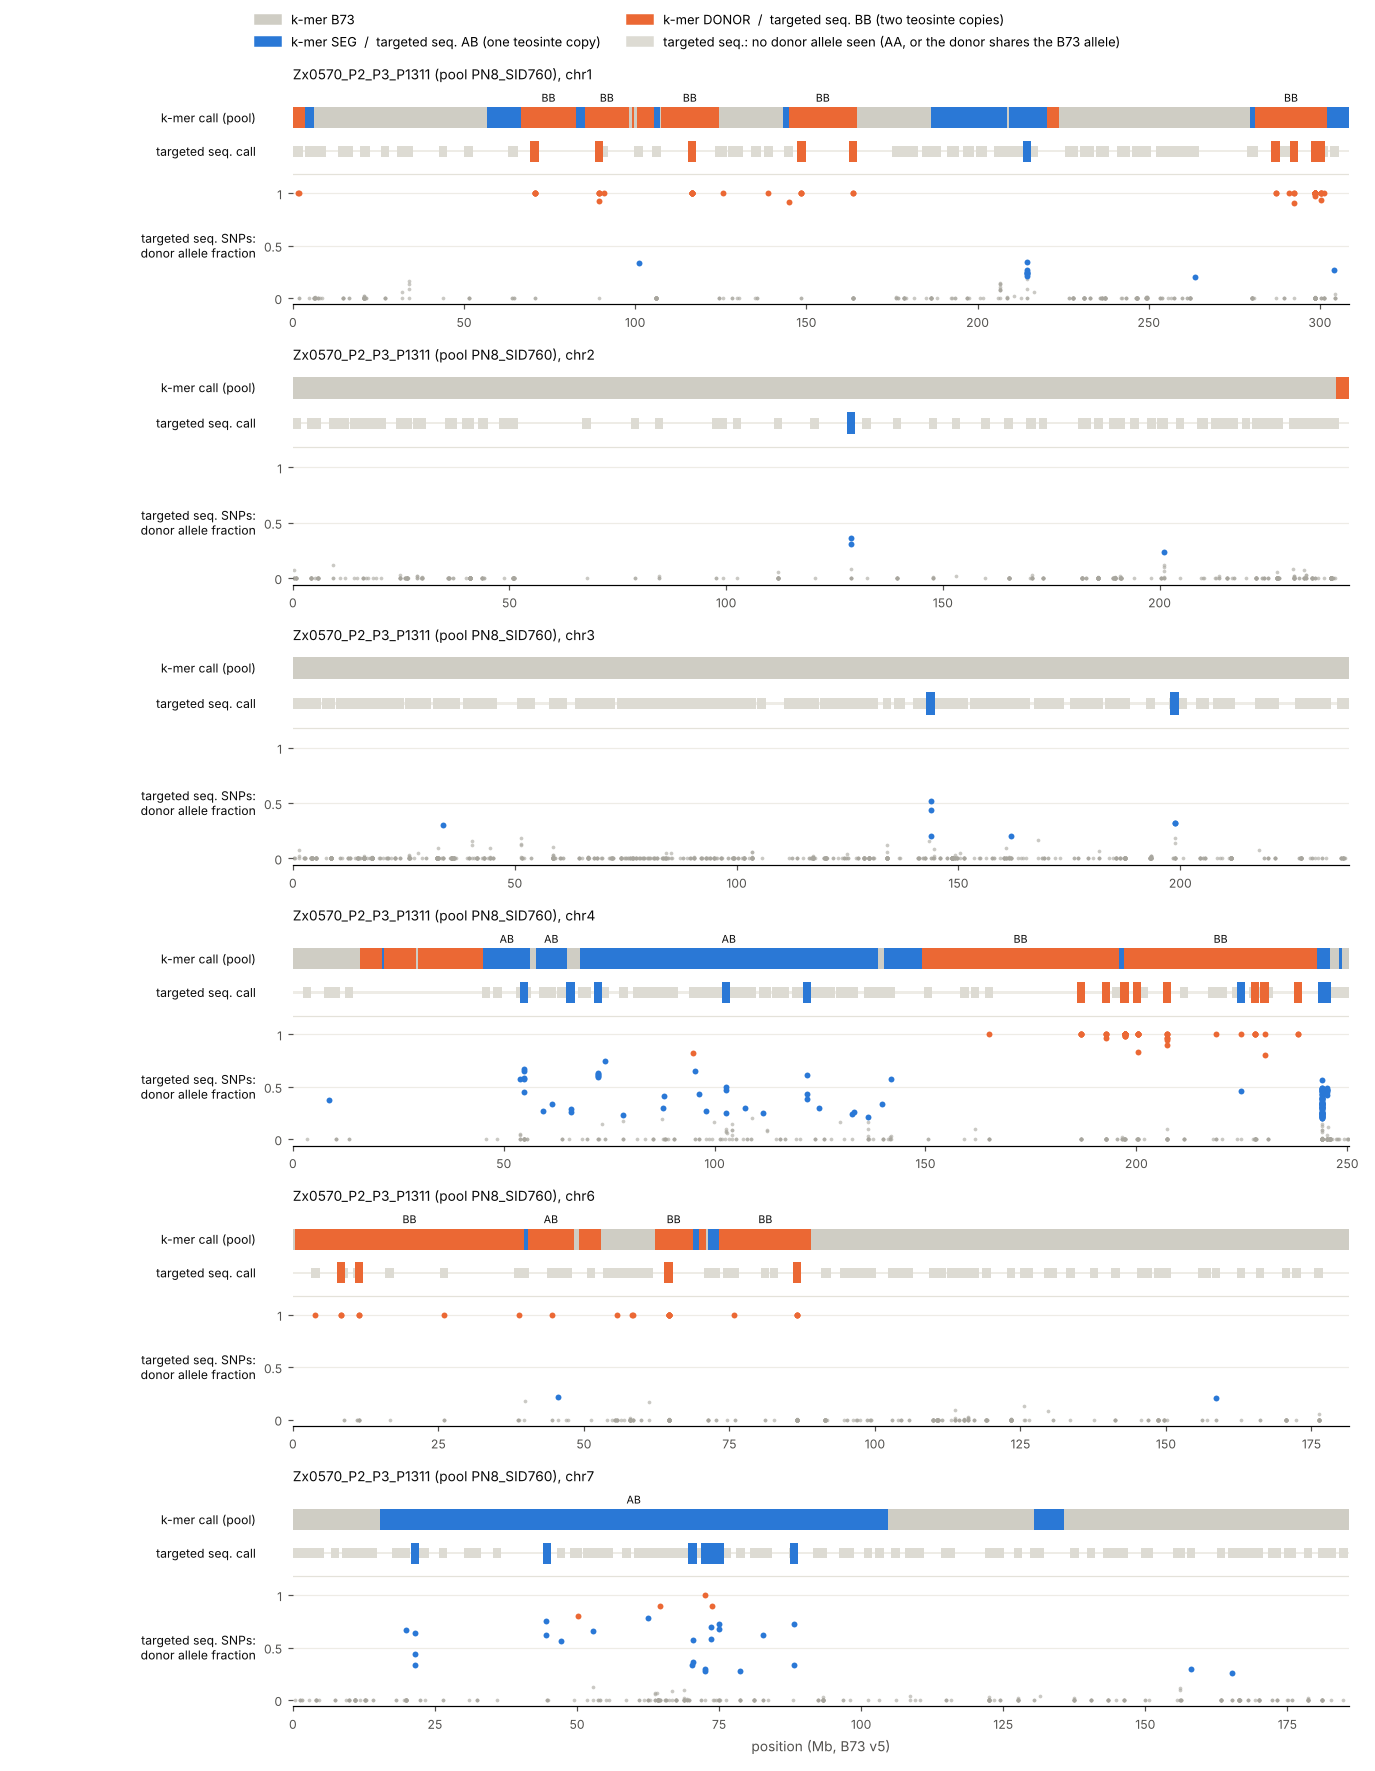 k-mer B73
k-mer DONOR / targeted seq. BB (two teosinte copies)
k-mer SEG / targeted seq. AB (one teosinte copy)
targeted seq.: no donor allele seen (AA, or the donor shares the B73 allele)
Zx0570_P2_P3_P1311 (pool PN8_SID760), chr1
BB BB BB BB BB
k-mer call (pool)
targeted seq. call
1
targeted seq. SNPs:
donor allele fraction
0.5
0
0 50 100 150 200 250 300
Zx0570_P2_P3_P1311 (pool PN8_SID760), chr2
k-mer call (pool)
targeted seq. call
1
targeted seq. SNPs:
donor allele fraction
0.5
0
0 50 100 150 200
Zx0570_P2_P3_P1311 (pool PN8_SID760), chr3
k-mer call (pool)
targeted seq. call
1
targeted seq. SNPs:
donor allele fraction
0.5
0
0 50 100 150 200
Zx0570_P2_P3_P1311 (pool PN8_SID760), chr4
AB AB AB BB BB
k-mer call (pool)
targeted seq. call
1
targeted seq. SNPs:
donor allele fraction
0.5
0
0 50 100 150 200 250
Zx0570_P2_P3_P1311 (pool PN8_SID760), chr6
BB AB BB BB
k-mer call (pool)
targeted seq. call
1
targeted seq. SNPs:
donor allele fraction
0.5
0
0 25 50 75 100 125 150 175
Zx0570_P2_P3_P1311 (pool PN8_SID760), chr7
AB
k-mer call (pool)
targeted seq. call
1
targeted seq. SNPs:
donor allele fraction
0.5
0
0 25 50 75 100 125 150 175
position (Mb, B73 v5)